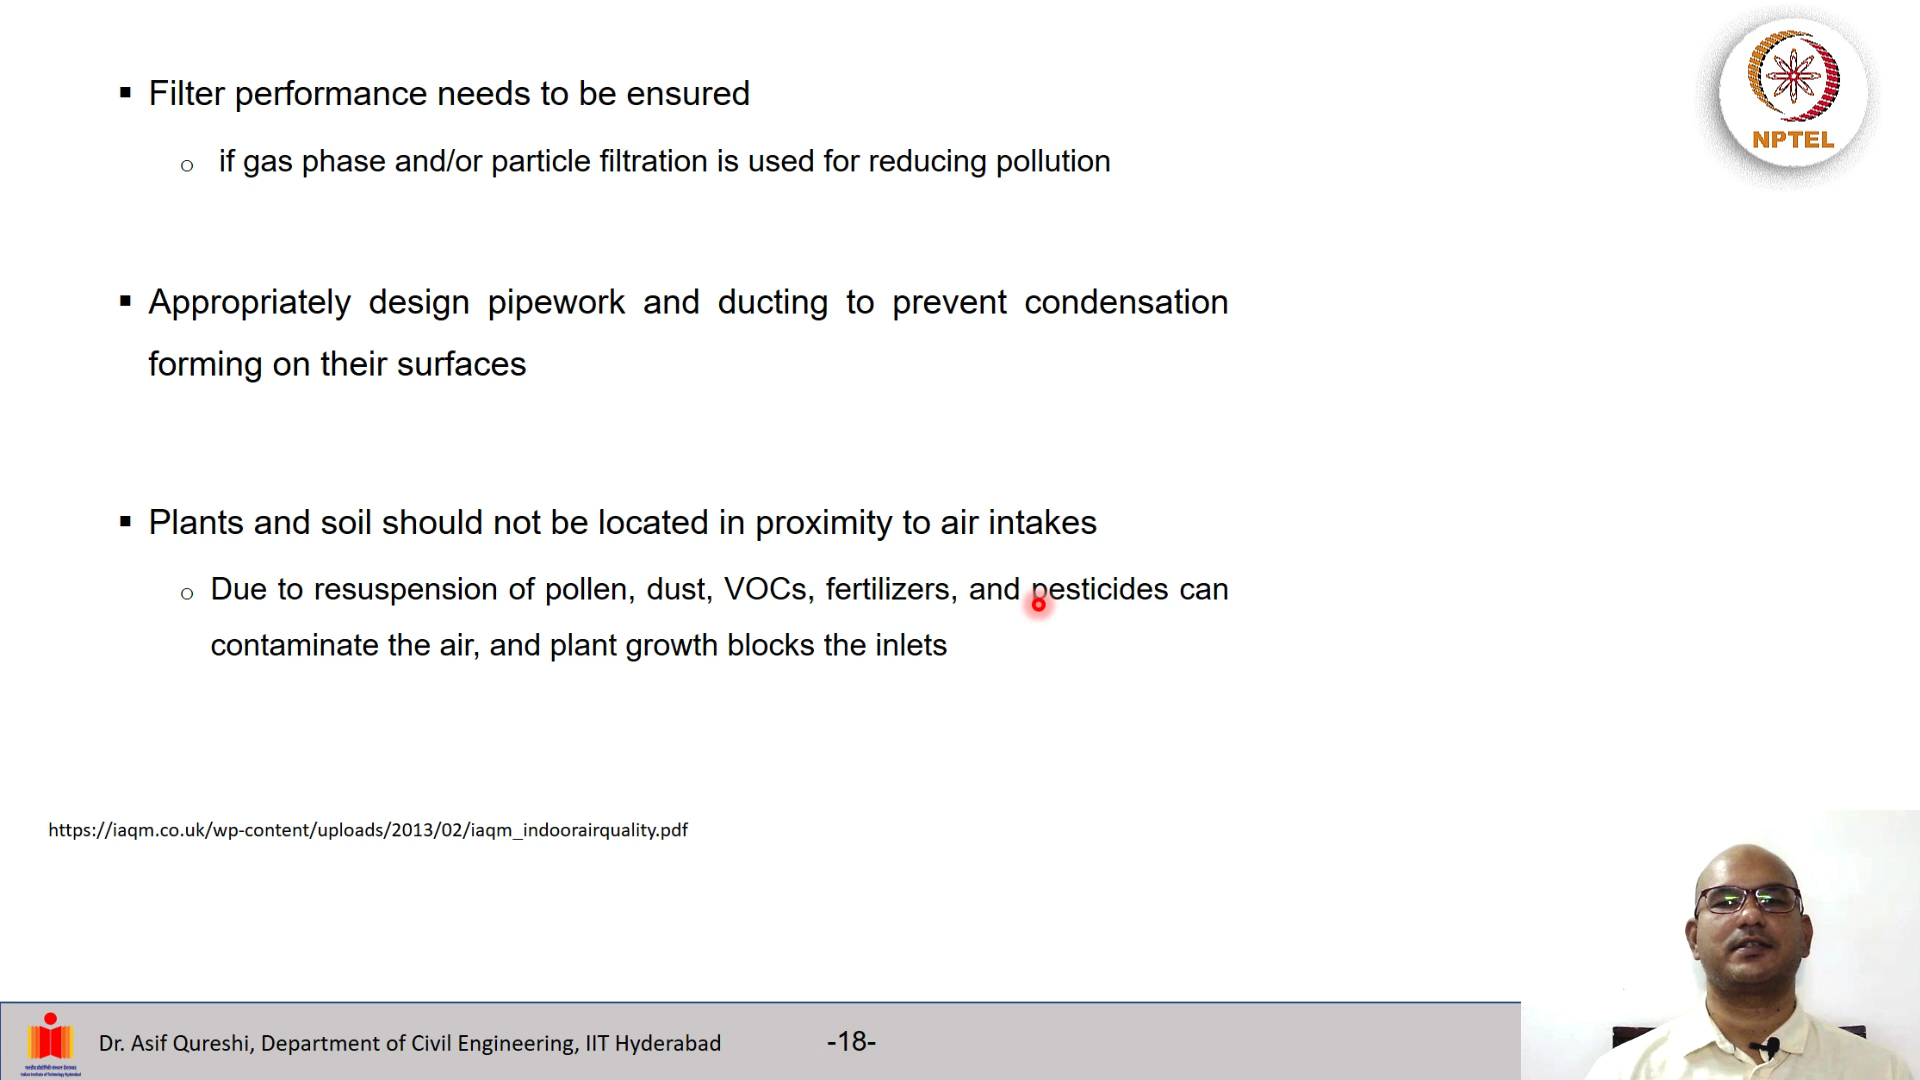 Filter performance needs to be ensured
if gas phase and/or particle filtration is used for reducing pollution
Appropriately design pipework and ducting to prevent condensation
forming on their surfaces
Plants and soil should not be located in proximity to air intakes
Due to resuspension of pollen, dust, VOCs, fertilizers, and pesticides can
contaminate the air, and plant growth blocks the inlets
https://iaqm.co.uk/wp-content/uploads/2013/02/iaqm_indoorairquality.pdf
NPTEL
Dr. Asif Qureshi, Department of Civil Engineering, IIT Hyderabad
-18-